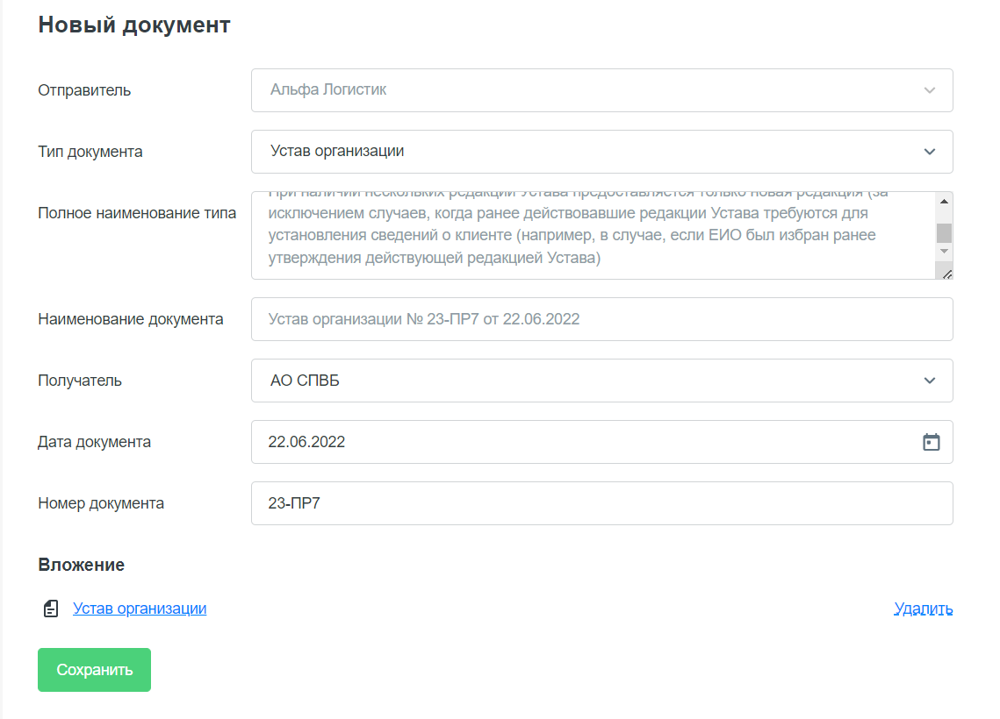 Новый документ
Отправитель
Альфа Логистик
Тип документа
Устав организации
Полное наименование типа
При наличии нескольких редакций Устава предоставляется только новая редакция (за
исключением случаев, когда ранее действовавшие редакции Устава требуются для
установления сведений о клиенте (например, в случае, если ЕИО был избран ранее
утверждения действующей редакцией Устава)
Наименование документа
Устав организации № 23-ПР7 от 22.06.2022
Получатель
АО СПВБ
Дата документа
22.06.2022
Номер документа
23-ПР7
Вложение
Устав организации
Удалить
Сохранить